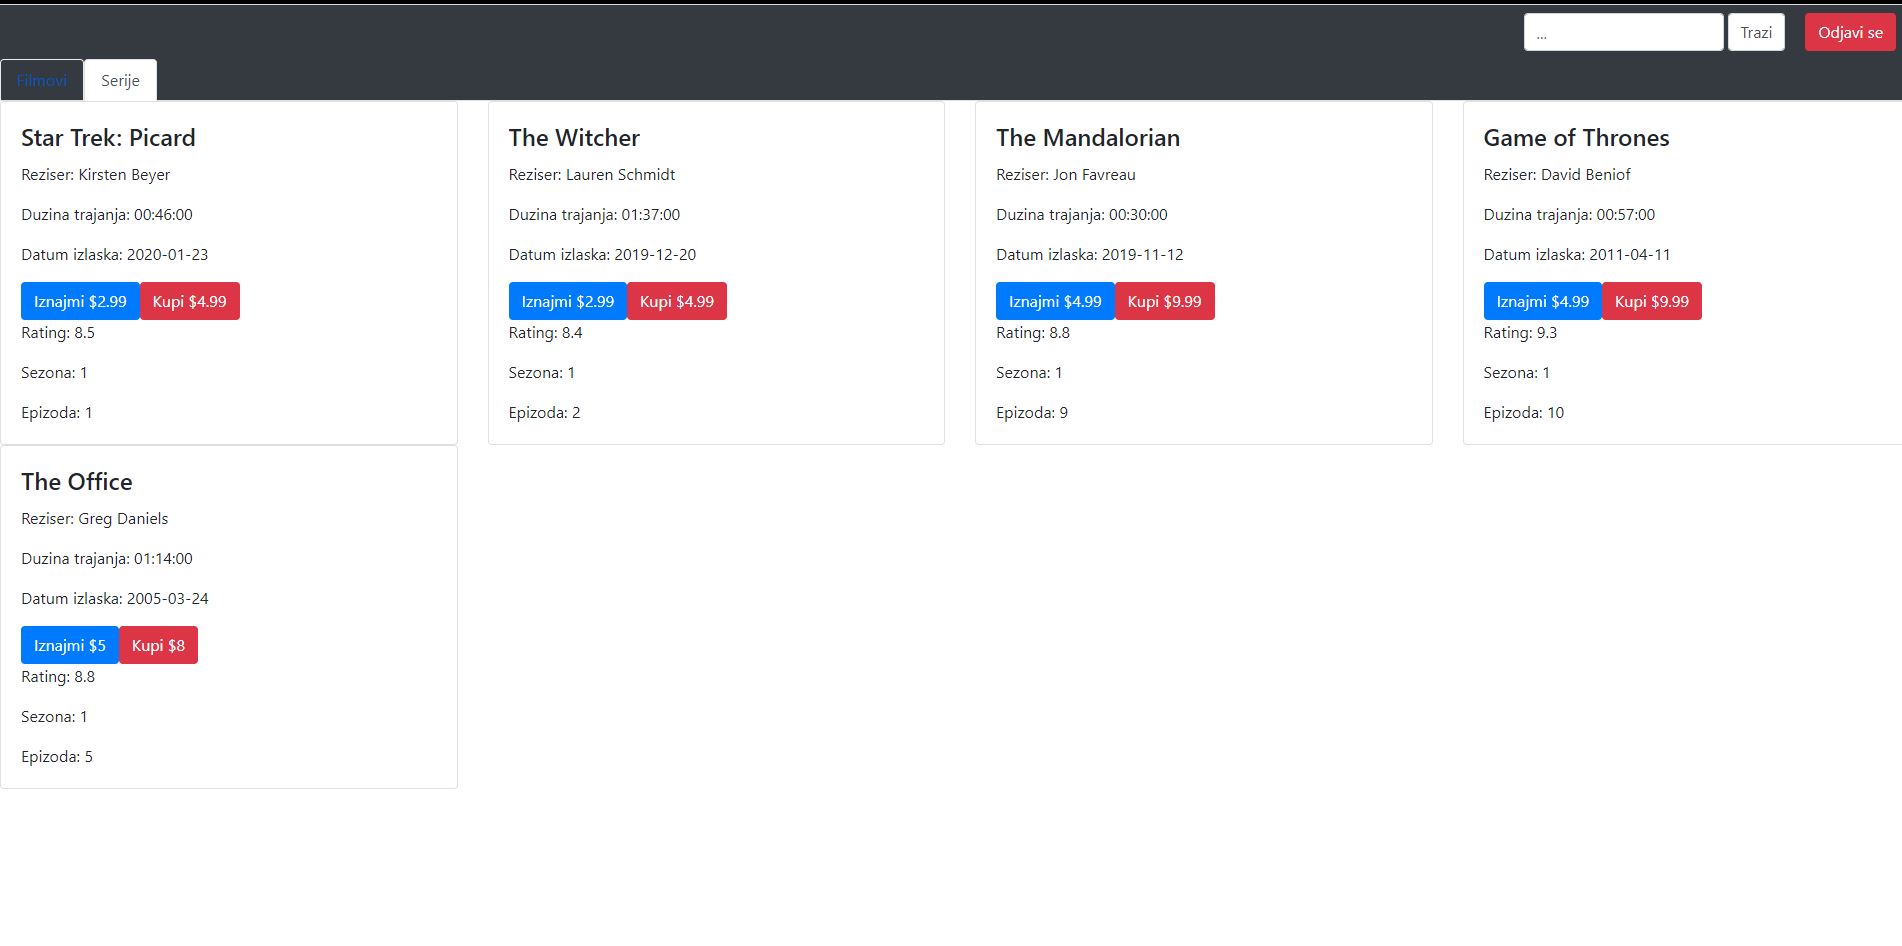 ...
Trazi
Odjavi se
Filmovi
Serije
Star Trek: Picard
Reziser: Kirsten Beyer
Duzina trajanja: 00:46:00
Datum izlaska: 2020-01-23
Iznajmi $2.99
Kupi $4.99
Rating: 8.5
Sezona: 1
Epizoda: 1
The Witcher
Reziser: Lauren Schmidt
Duzina trajanja: 01:37:00
Datum izlaska: 2019-12-20
Iznajmi $2.99
Kupi $4.99
Rating: 8.4
Sezona: 1
Epizoda: 2
The Mandalorian
Reziser: Jon Favreau
Duzina trajanja: 00:30:00
Datum izlaska: 2019-11-12
Iznajmi $4.99
Kupi $9.99
Rating: 8.8
Sezona: 1
Epizoda: 9
Game of Thrones
Reziser: David Beniof
Duzina trajanja: 00:57:00
Datum izlaska: 2011-04-11
Iznajmi $4.99
Kupi $9.99
Rating: 9.3
Sezona: 1
Epizoda: 10
The Office
Reziser: Greg Daniels
Duzina trajanja: 01:14:00
Datum izlaska: 2005-03-24
Iznajmi $5
Kupi $8
Rating: 8.8
Sezona: 1
Epizoda: 5